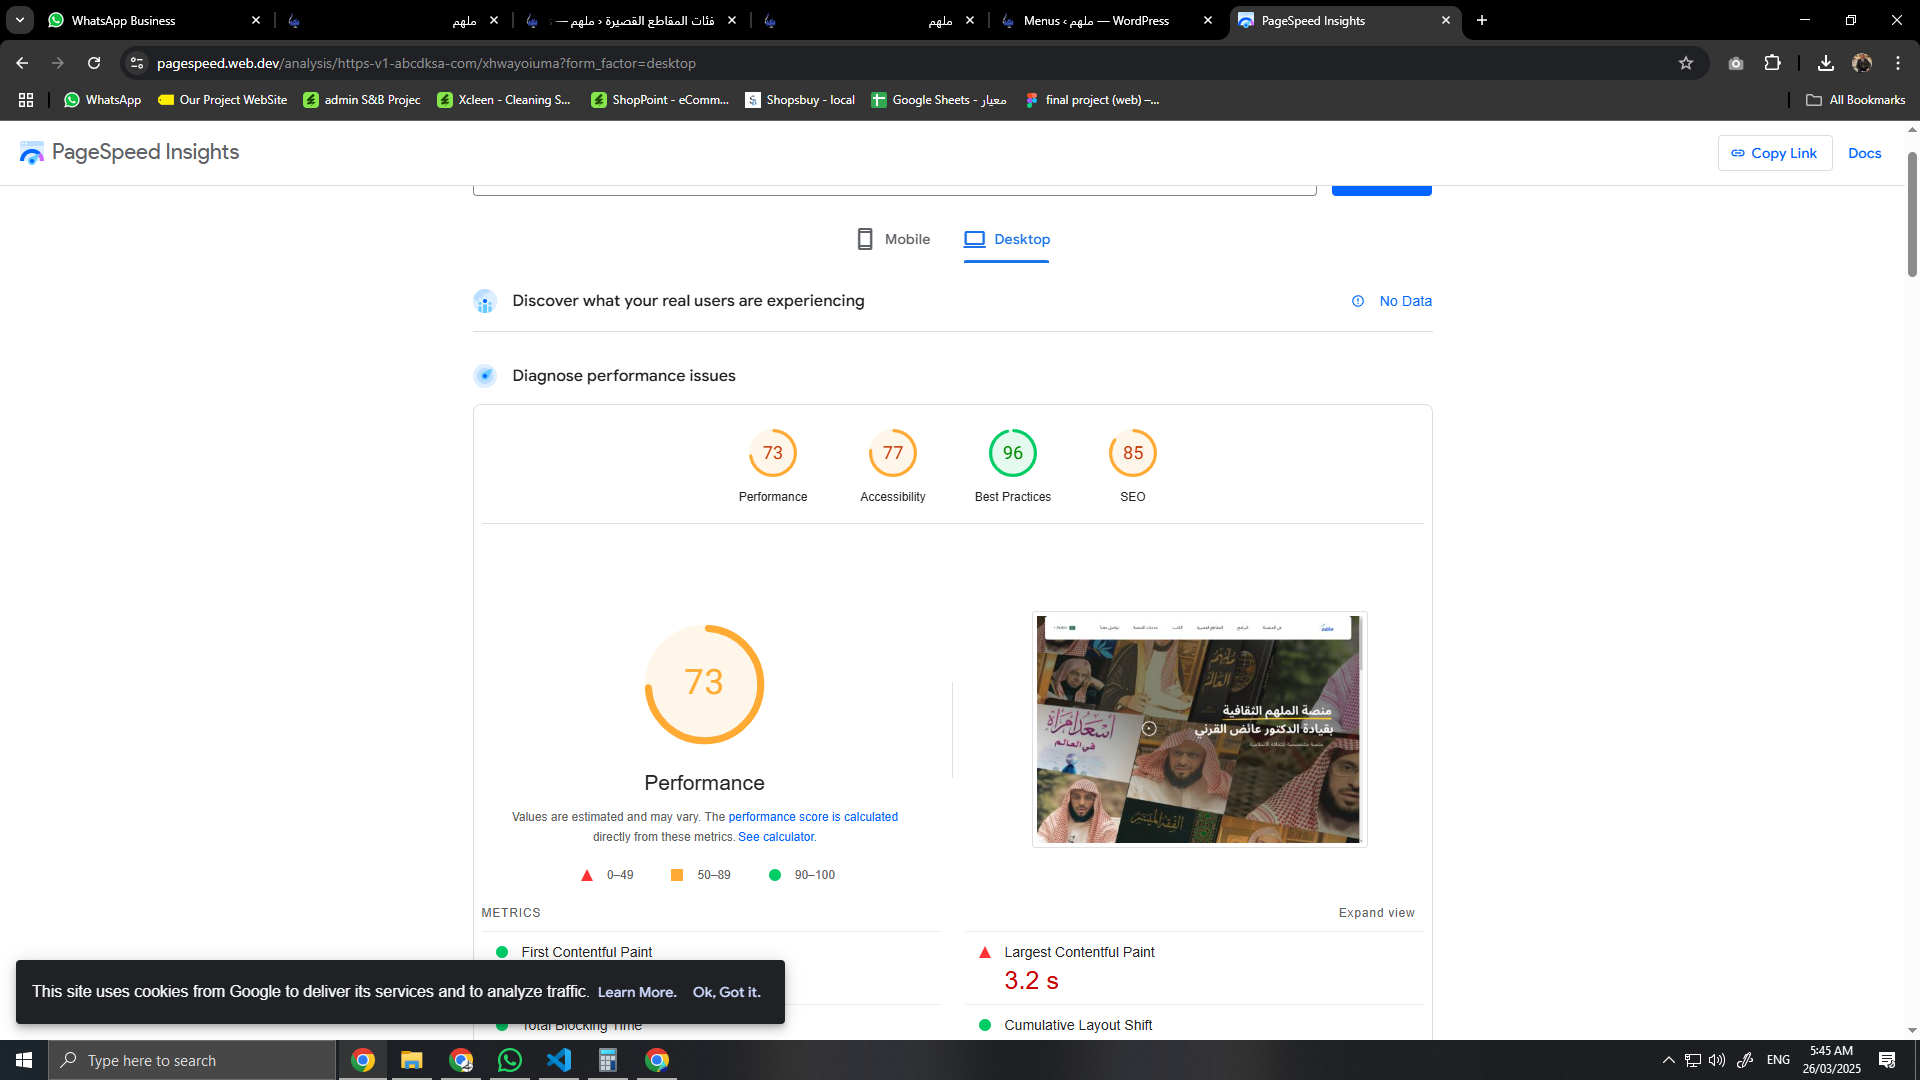 WhatsApp Business
ملهم
فئات المقاطع القصيرة ‹ ملهم —
ملهم
Menus ‹ ملهم — WordPress
PageSpeed Insights
pagespeed.web.dev/analysis/https-v1-abcdksa-com/xhwayoiuma?form_factor=desktop
WhatsApp
Our Project WebSite
admin S&B Projec
Xcleen - Cleaning S...
ShopPoint - eComm...
Shopsbuy - local
Google Sheets - معيار
final project (web) –...
All Bookmarks
PageSpeed Insights
Copy Link
Docs
Mobile
Desktop
Discover what your real users are experiencing
No Data
Diagnose performance issues
73
77
96
85
Performance
Accessibility
Best Practices
SEO
73
Performance
Values are estimated and may vary. The performance score is calculated
directly from these metrics. See calculator.
0–49
50–89
90–100
منصة الملهم الثقافية
بقيادة الدكتور عائض القرني
أسعد امرأة
في العالم
METRICS
Expand view
First Contentful Paint
Largest Contentful Paint
3.2 s
Total Blocking Time
Cumulative Layout Shift
This site uses cookies from Google to deliver its services and to analyze traffic. Learn More. Ok, Got it.
Type here to search
ENG
5:45 AM
26/03/2025